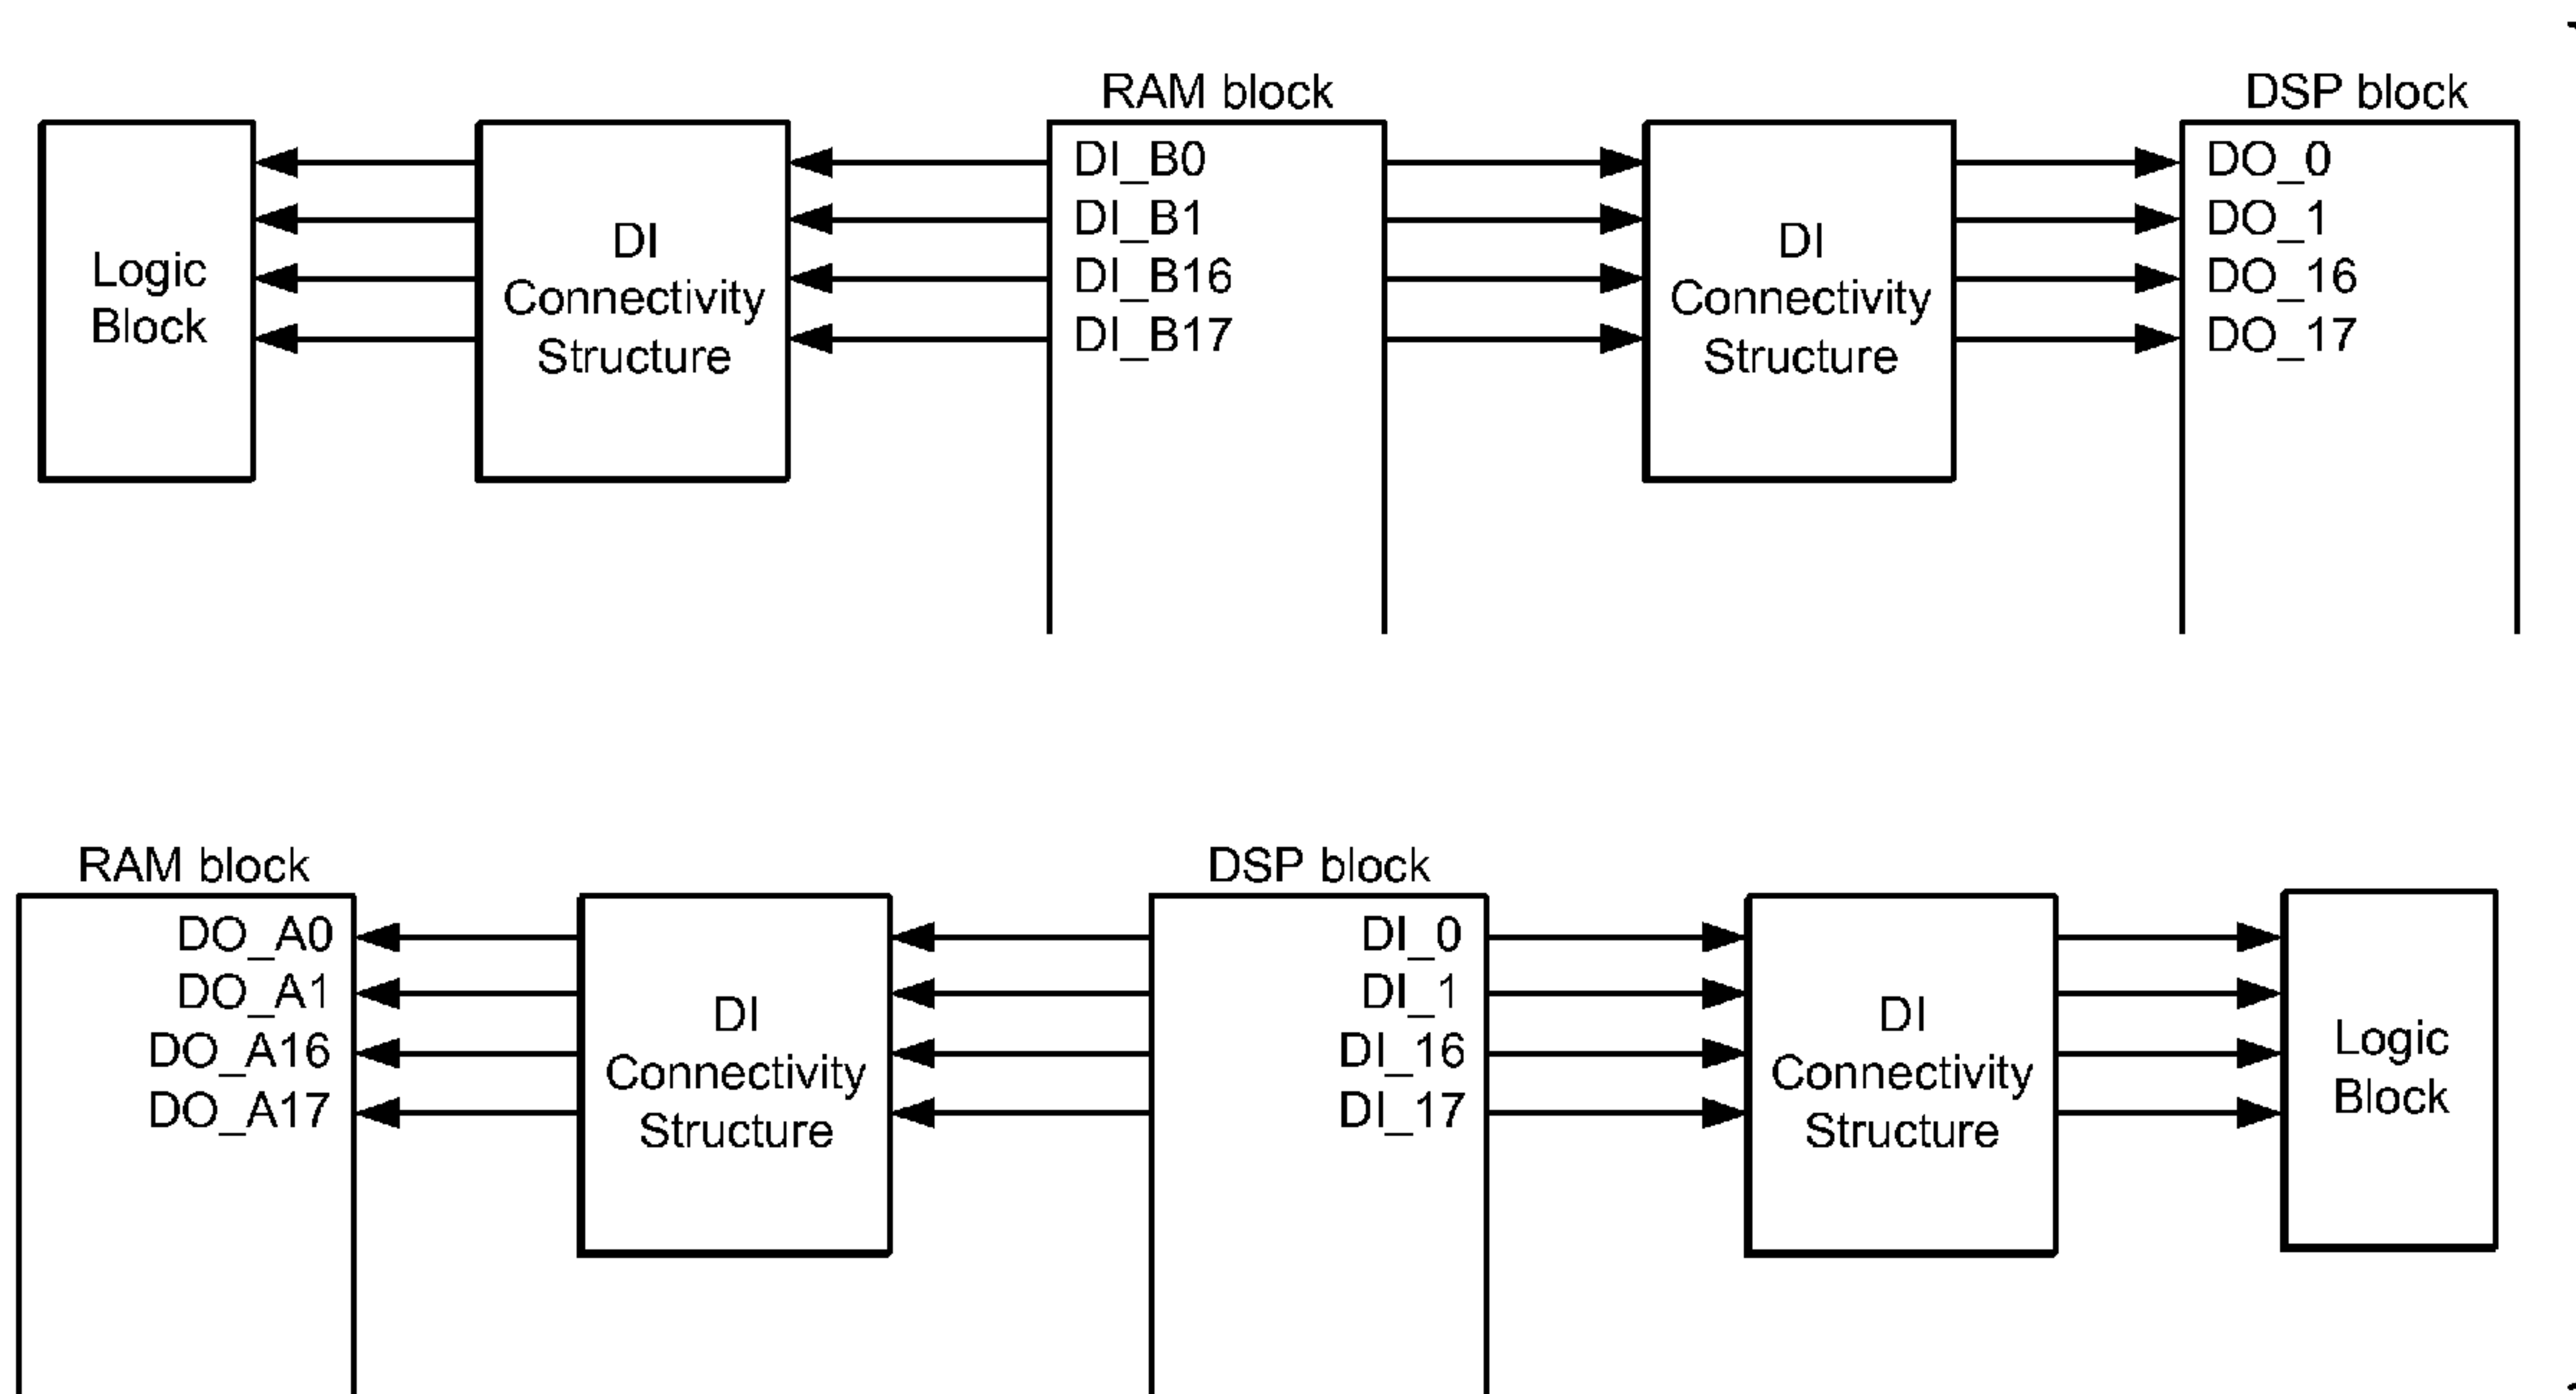 RAM block
DSP block
Logic
Block
DI
Connectivity
Structure
DI_B0
DI_B1
DI_B16
DI_B17
DI
Connectivity
Structure
DO_0
DO_1
DO_16
DO_17
RAM block
DSP block
DO_A0
DO_A1
DO_A16
DO_A17
DI
Connectivity
Structure
DI_0
DI_1
DI_16
DI_17
DI
Connectivity
Structure
Logic
Block